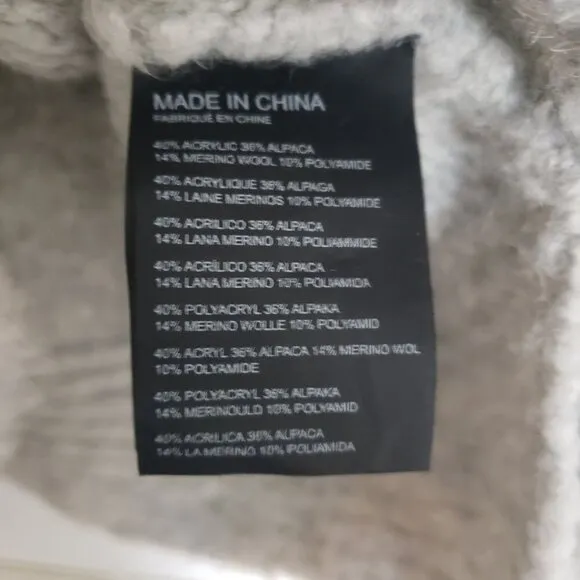 MADE IN CHINA
FABRIQUÉ EN CHINE
40% ACRYLIC 36% ALPACA
14% MERINO WOOL 10% POLYAMIDE
40% ACRYLIQUE 36% ALPAGA
14% LAINE MERINOS 10% POLYAMIDE
40% ACRILICO 36% ALPACA
14% LANA MERINO 10% POLIAMMIDE
40% ACRÍLICO 36% ALPACA
14% LANA MERINO 10% POLIAMIDA
40% POLYACRYL 36% ALPAKA
14% MERINO WOLLE 10% POLYAMID
40% ACRYL 36% ALPACA 14% MERINO WOL
10% POLYAMIDE
40% POLYACRYL 36% ALPAKA
14% MERINOULD 10% POLYAMID
40% ACRILICA 36% ALPACA
14% LA MERINO 10% POLIAMIDA